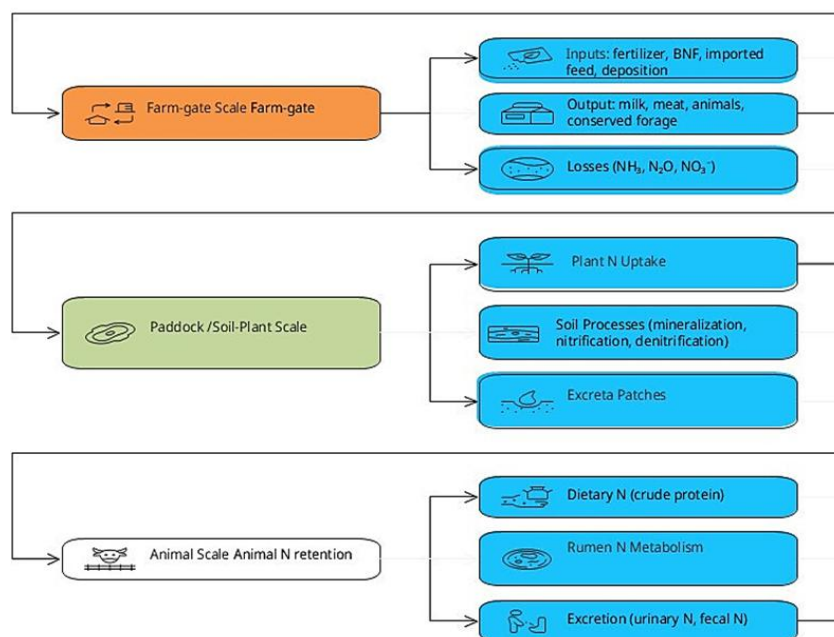 Farm-gate Scale Farm-gate
Inputs: fertilizer, BNF, imported
feed, deposition
Output: milk, meat, animals,
conserved forage
Losses (NH₃, N₂O, NO₃⁻)
Paddock /Soil-Plant Scale
Plant N Uptake
Soil Processes (mineralization,
nitrification, denitrification)
Excreta Patches
Animal Scale Animal N retention
Dietary N (crude protein)
Rumen N Metabolism
Excretion (urinary N, fecal N)